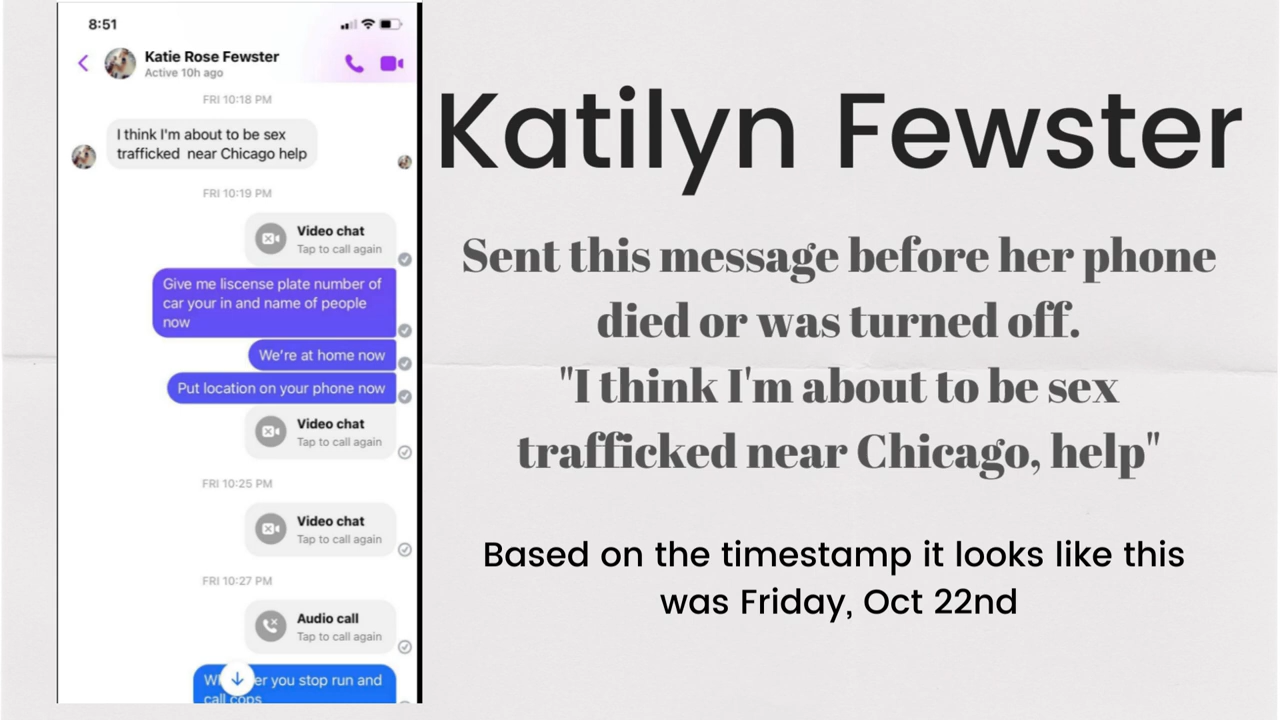 8:51
Katie Rose Fewster
Active 10h ago
FRI 10:18 PM
I think I'm about to be sex
trafficked near Chicago help
FRI 10:19 PM
Video chat
Tap to call again
Give me liscense plate number of
car your in and name of people
now
We're at home now
Put location on your phone now
Video chat
Tap to call again
FRI 10:25 PM
Video chat
Tap to call again
FRI 10:27 PM
Audio call
Tap to call again
you stop run and
call cops
Katilyn Fewster
Sent this message before her phone
died or was turned off.
"I think I'm about to be sex
trafficked near Chicago, help"
Based on the timestamp it looks like this
was Friday, Oct 22nd